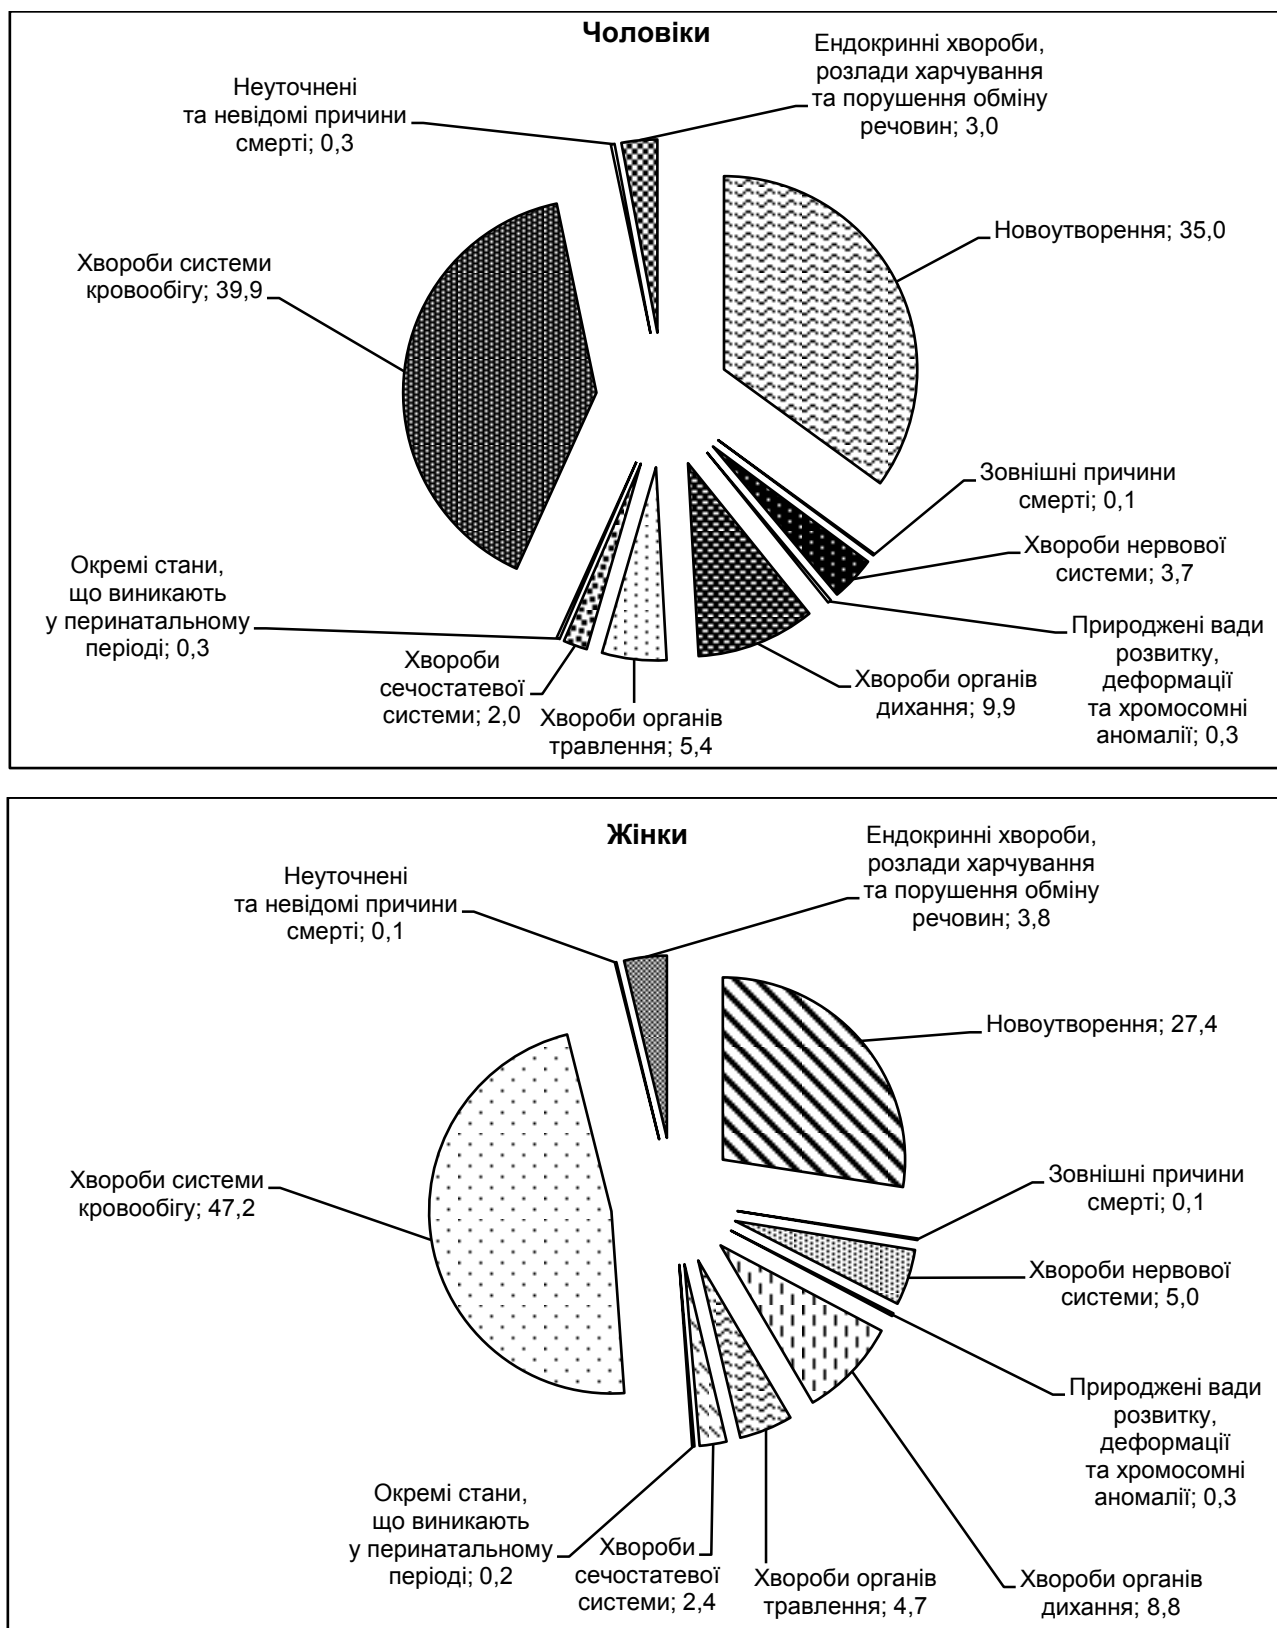 Чоловіки
Ендокринні хвороби,
розлади харчування
та порушення обміну
речовин; 3,0
Неуточнені
та невідомі причини
смерті; 0,3
Новоутворення; 35,0
Хвороби системи
кровообігу; 39,9
Зовнішні причини
смерті; 0,1
Хвороби нервової
системи; 3,7
Окремі стани,
що виникають
у перинатальному
періоді; 0,3
Природжені вади
розвитку,
деформації
та хромосомні
аномалії; 0,3
Хвороби
сечостатевої
системи; 2,0
Хвороби органів
дихання; 9,9
Хвороби органів
травлення; 5,4
Жінки
Ендокринні хвороби,
розлади харчування
та порушення обміну
речовин; 3,8
Неуточнені
та невідомі причини
смерті; 0,1
Новоутворення; 27,4
Хвороби системи
кровообігу; 47,2
Зовнішні причини
смерті; 0,1
Хвороби нервової
системи; 5,0
Природжені вади
розвитку,
деформації
та хромосомні
аномалії; 0,3
Окремі стани,
що виникають
у перинатальному
періоді; 0,2
Хвороби
сечостатевої
системи; 2,4
Хвороби органів
травлення; 4,7
Хвороби органів
дихання; 8,8